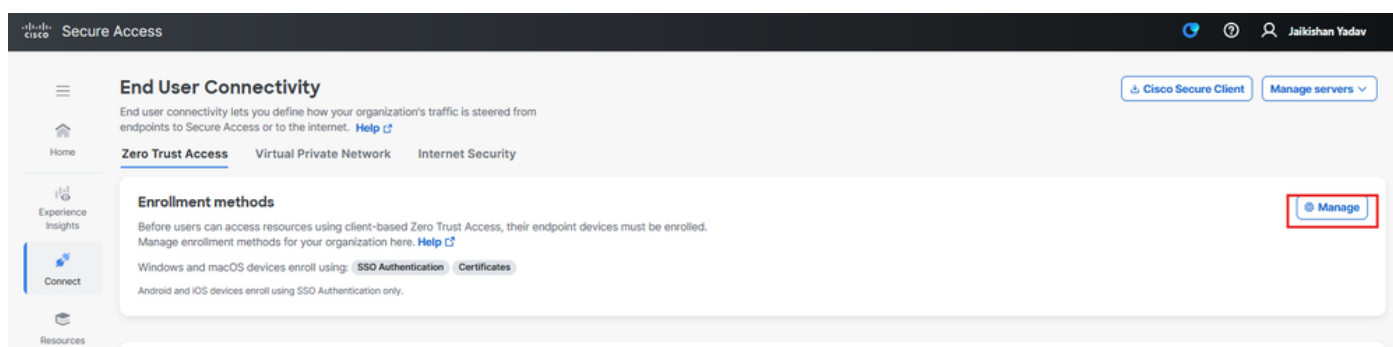 cisco Secure Access
Jaikishan Yadav
End User Connectivity
Cisco Secure Client
Manage servers
End user connectivity lets you define how your organization's traffic is steered from
endpoints to Secure Access or to the internet. Help
Home
Zero Trust Access Virtual Private Network Internet Security
Experience
Insights
Enrollment methods
Manage
Before users can access resources using client-based Zero Trust Access, their endpoint devices must be enrolled.
Manage enrollment methods for your organization here. Help
Windows and macOS devices enroll using: SSO Authentication Certificates
Connect
Android and iOS devices enroll using SSO Authentication only.
Resources